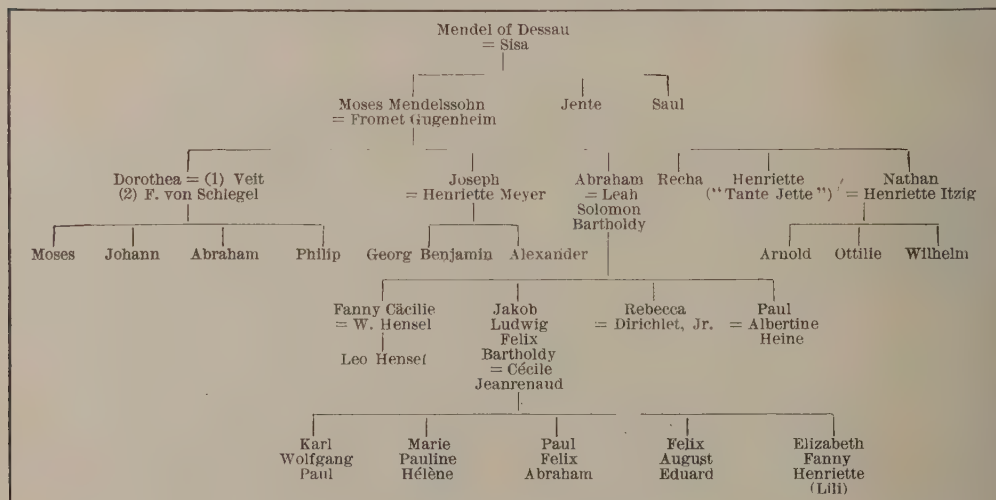 Mendel of Dessau
= Sisa
Moses Mendelssohn
= Fromet Gugenheim
Jente
Saul
Dorothea = (1) Veit
(2) F. von Schlegel
Joseph
= Henriette Meyer
Abraham
= Leah
Solomon
Bartholdy
Recha
Henriette
("Tante Jette")
Nathan
= Henriette Itzig
Moses
Johann
Abraham
Philip
Georg Benjamin
Alexander
Arnold
Ottilie
Wilhelm
Fanny Cäcilie
= W. Hensel
Leo Hensel
Jakob
Ludwig
Felix
Bartholdy
= Cécile
Jeanrenaud
Rebecca
= Dirichlet, Jr.
Paul
= Albertine
Heine
Karl
Wolfgang
Paul
Marie
Pauline
Hélène
Paul
Felix
Abraham
Felix
August
Eduard
Elizabeth
Fanny
Henriette
(Lili)